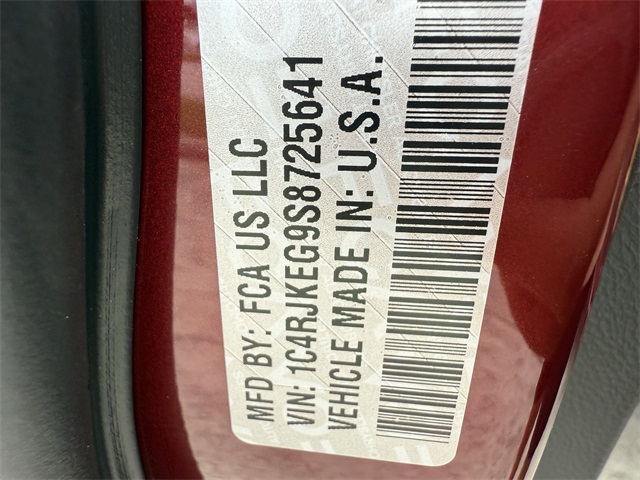 MFD BY: FCA US LLC
VIN: 1C4RJKEG9S8725641
VEHICLE MADE IN: U.S.A.